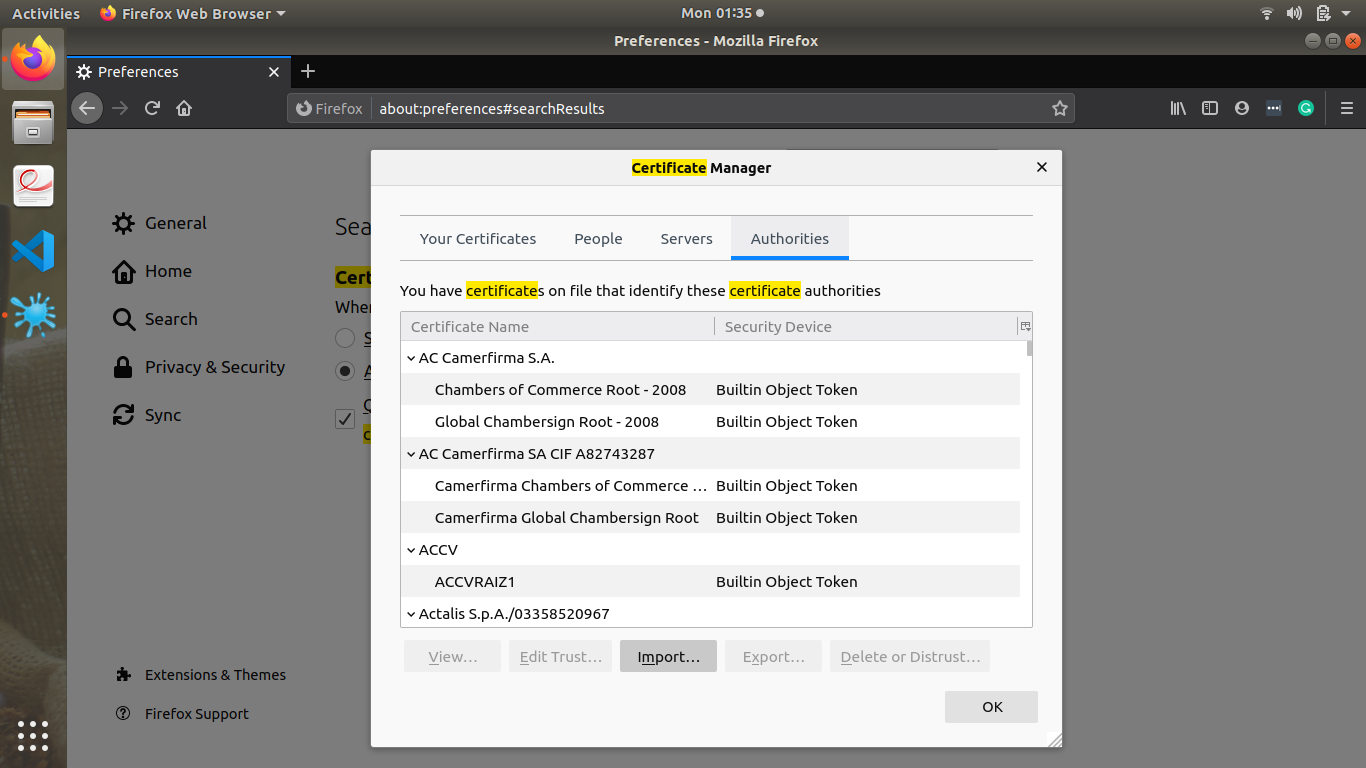 Activities Firefox Web Browser Mon 01:35
Preferences - Mozilla Firefox
Preferences
Firefox about:preferences#searchResults
Certificate Manager
General
Home
Search
Privacy & Security
Sync
Extensions & Themes
Firefox Support
Sea
Cert
Whe
S
A
Q
c
Your Certificates People Servers Authorities
You have certificates on file that identify these certificate authorities
Certificate Name Security Device
AC Camerfirma S.A.
Chambers of Commerce Root - 2008 Builtin Object Token
Global Chambersign Root - 2008 Builtin Object Token
AC Camerfirma SA CIF A82743287
Camerfirma Chambers of Commerce … Builtin Object Token
Camerfirma Global Chambersign Root Builtin Object Token
ACCV
ACCVRAIZ1 Builtin Object Token
Actalis S.p.A./03358520967
View… Edit Trust… Import… Export… Delete or Distrust…
OK